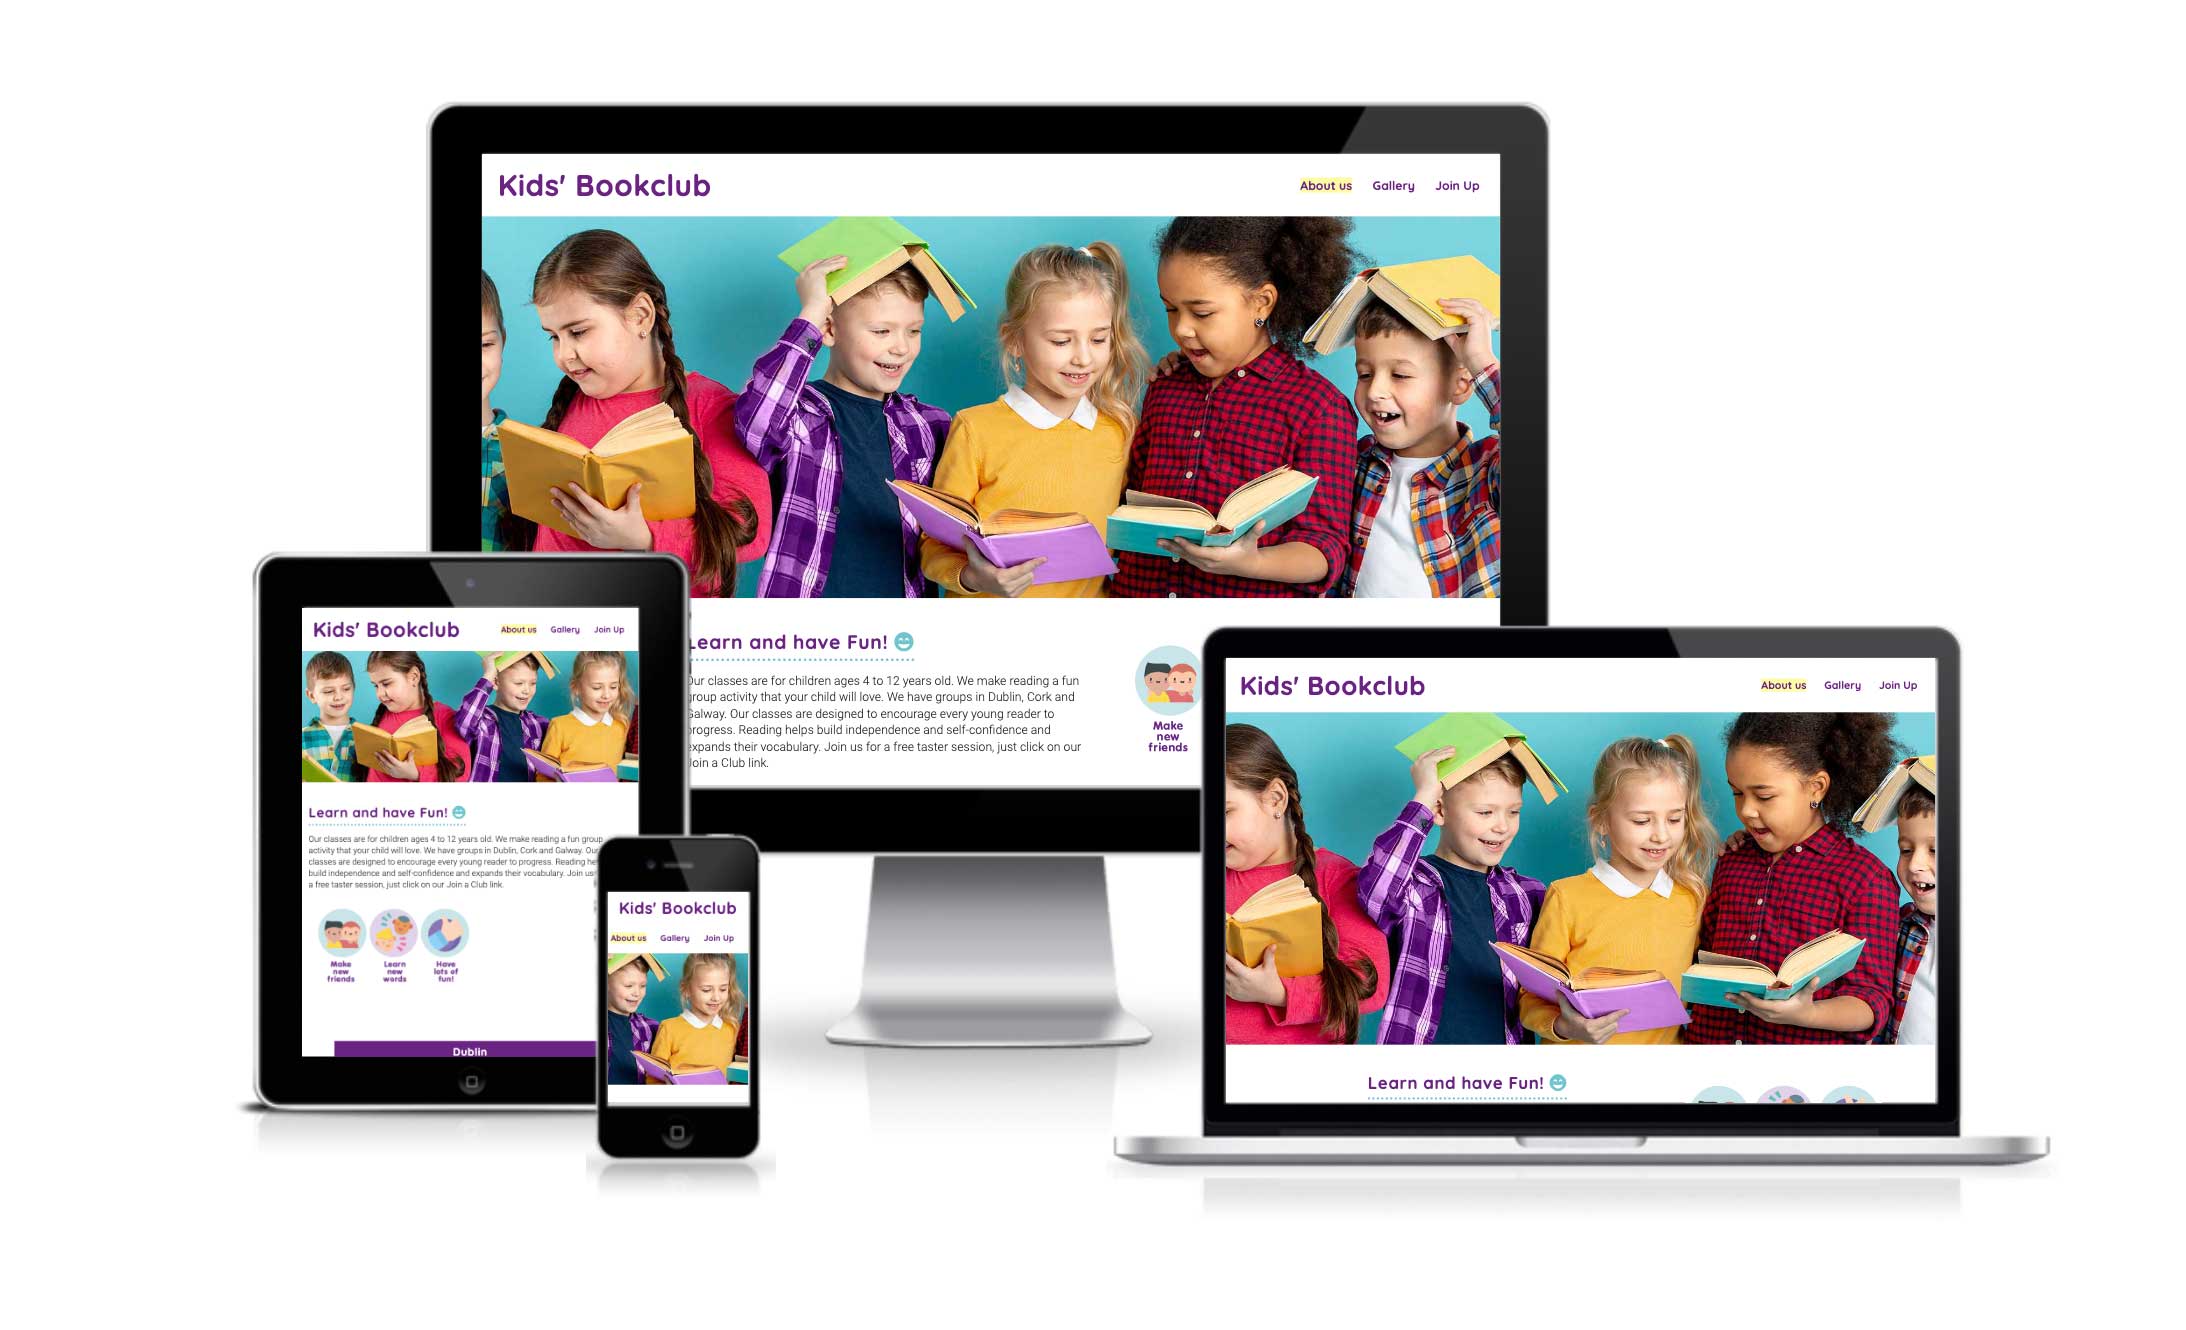 Kids' Bookclub
About us Gallery Join Up
Learn and have Fun!
Our classes are for children ages 4 to 12 years old. We make reading a fun
group activity that your child will love. We have groups in Dublin, Cork and
Galway. Our classes are designed to encourage every young reader to
progress. Reading helps build independence and self-confidence and
expands their vocabulary. Join us for a free taster session, just click on our
Join a Club link.
Make
new
friends
Kids' Bookclub
About us Gallery Join Up
Learn and have Fun!
Our classes are for children ages 4 to 12 years old. We make reading a fun group
activity that your child will love. We have groups in Dublin, Cork and Galway. Our
classes are designed to encourage every young reader to progress. Reading
build independence and self-confidence and expands their vocabulary. Join us
a free taster session, just click on our Join a Club link.
Make
new
friends
Learn
new
words
Have
lots of
fun!
Dublin
Kids' Bookclub
About us Gallery Join Up
Kids' Bookclub
About us Gallery Join Up
Learn and have Fun!